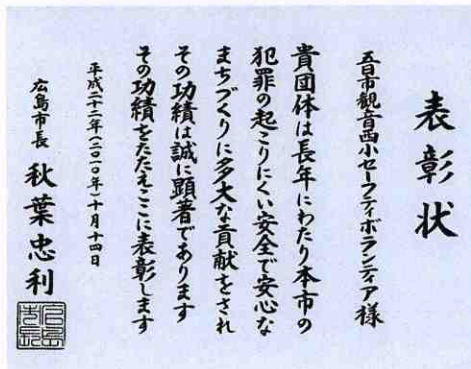 表彰状
五日市観音西小セーフティボランティア様
貴団体は長年にわたり本市の
犯罪の起こりにくい安全で安心な
まちづくりに多大な貢献をされ
その功績は誠に顕著であります
その功績をたたえここに表彰します
平成二十二年(二〇一〇年)十月十四日
広島市長 秋葉忠利
広島市長